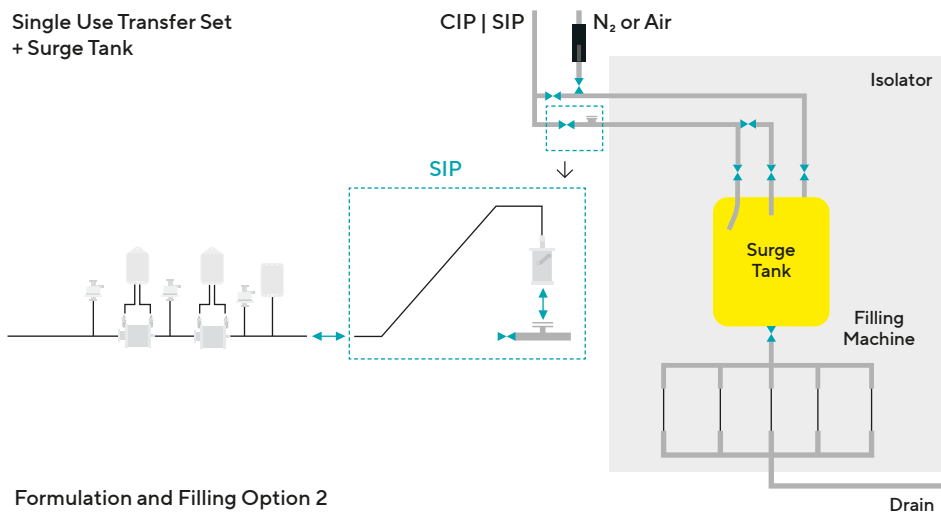 Single Use Transfer Set
+ Surge Tank
CIP | SIP
N₂ or Air
Isolator
SIP
Surge
Tank
Filling
Machine
Formulation and Filling Option 2
Drain